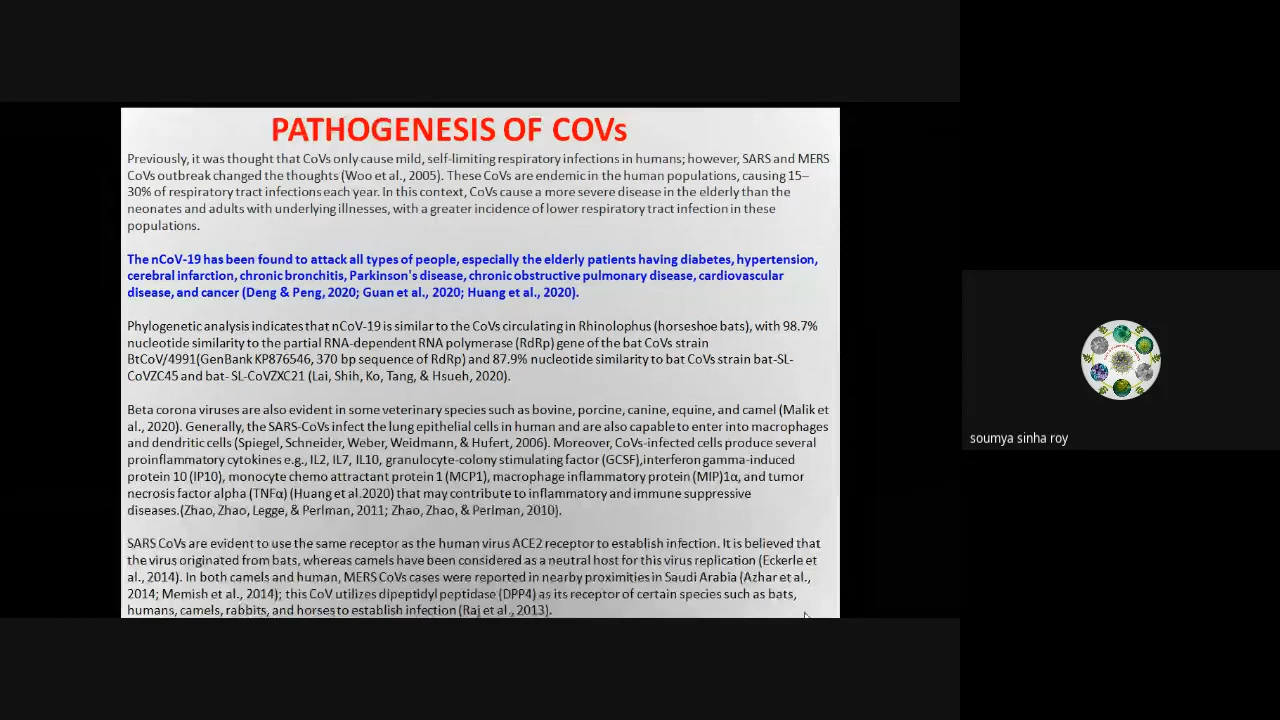 PATHOGENESIS OF COVs
Previously, it was thought that CoVs only cause mild, self-limiting respiratory infections in humans; however, SARS and MERS
CoVs outbreak changed the thoughts (Woo et al., 2005). These CoVs are endemic in the human populations, causing 15–
30% of respiratory tract infections each year. In this context, CoVs cause a more severe disease in the elderly than the
neonates and adults with underlying illnesses, with a greater incidence of lower respiratory tract infection in these
populations.
The nCoV-19 has been found to attack all types of people, especially the elderly patients having diabetes, hypertension,
cerebral infarction, chronic bronchitis, Parkinson's disease, chronic obstructive pulmonary disease, cardiovascular
disease, and cancer (Deng & Peng, 2020; Guan et al., 2020; Huang et al., 2020).
Phylogenetic analysis indicates that nCoV-19 is similar to the CoVs circulating in Rhinolophus (horseshoe bats), with 98.7%
nucleotide similarity to the partial RNA-dependent RNA polymerase (RdRp) gene of the bat CoVs strain
BtCoV/4991(GenBank KP876546, 370 bp sequence of RdRp) and 87.9% nucleotide similarity to bat CoVs strain bat-SL-
CoVZC45 and bat- SL-CoVZXC21 (Lai, Shih, Ko, Tang, & Hsueh, 2020).
Beta corona viruses are also evident in some veterinary species such as bovine, porcine, canine, equine, and camel (Malik et
al., 2020). Generally, the SARS-CoVs infect the lung epithelial cells in human and are also capable to enter into macrophages
and dendritic cells (Spiegel, Schneider, Weber, Weidmann, & Hufert, 2006). Moreover, CoVs-infected cells produce several
proinflammatory cytokines e.g., IL2, IL7, IL10, granulocyte-colony stimulating factor (GCSF),interferon gamma-induced
protein 10 (IP10), monocyte chemo attractant protein 1 (MCP1), macrophage inflammatory protein (MIP)1α, and tumor
necrosis factor alpha (TNFα) (Huang et al.2020) that may contribute to inflammatory and immune suppressive
diseases.(Zhao, Zhao, Legge, & Perlman, 2011; Zhao, Zhao, & Perlman, 2010).
SARS CoVs are evident to use the same receptor as the human virus ACE2 receptor to establish infection. It is believed that
the virus originated from bats, whereas camels have been considered as a neutral host for this virus replication (Eckerle et
al., 2014). In both camels and human, MERS CoVs cases were reported in nearby proximities in Saudi Arabia (Azhar et al.,
2014; Memish et al., 2014); this CoV utilizes dipeptidyl peptidase (DPP4) as its receptor of certain species such as bats,
humans, camels, rabbits, and horses to establish infection (Raj et al., 2013).
soumya sinha roy